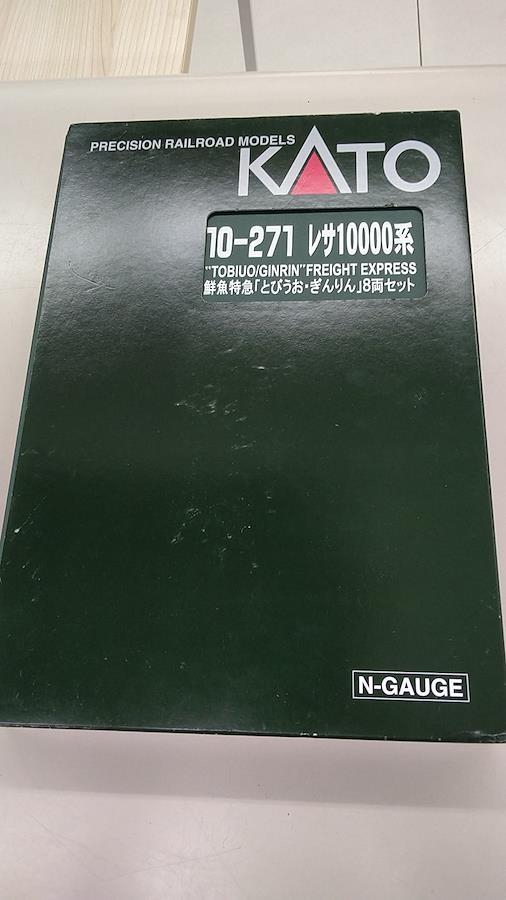 PRECISION RAILROAD MODELS
KATO
10-271 レサ10000系
"TOBIUO/GINRIN"FREIGHT EXPRESS
鮮魚特急「とびうお・ぎんりん」8両セット
N-GAUGE